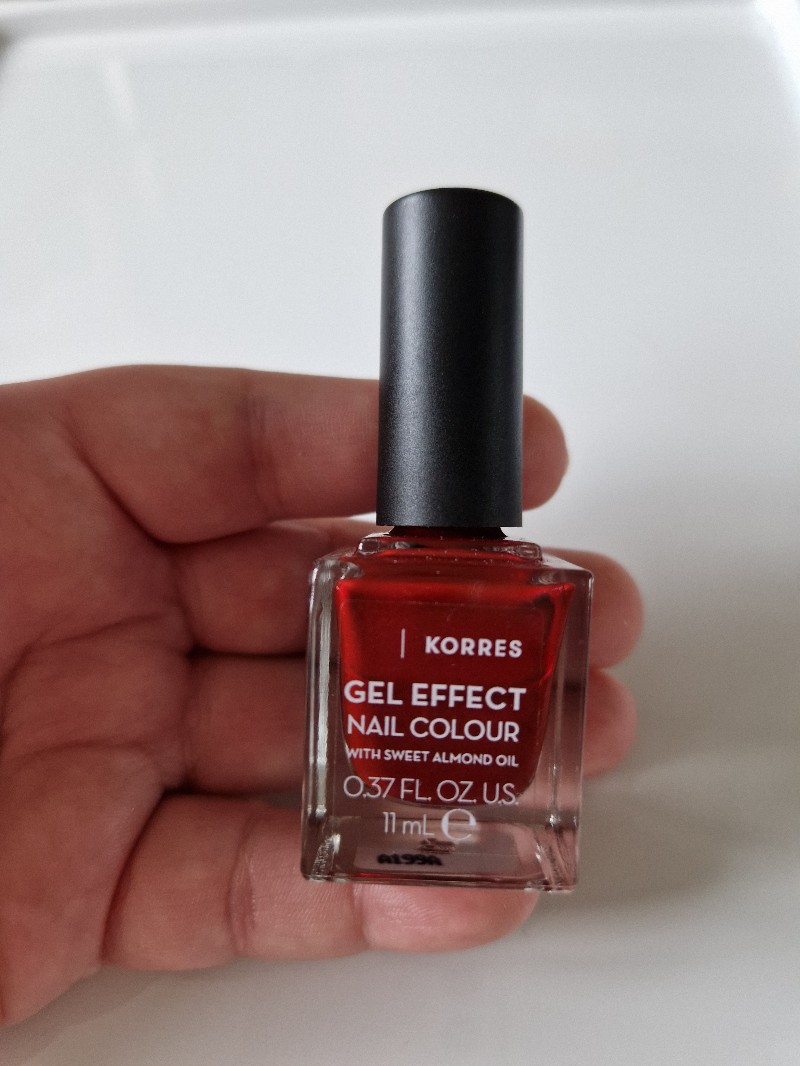 | KORRES
GEL EFFECT
NAIL COLOUR
WITH SWEET ALMOND OIL
0.37 FL. OZ. U.S.
11 mL ℮